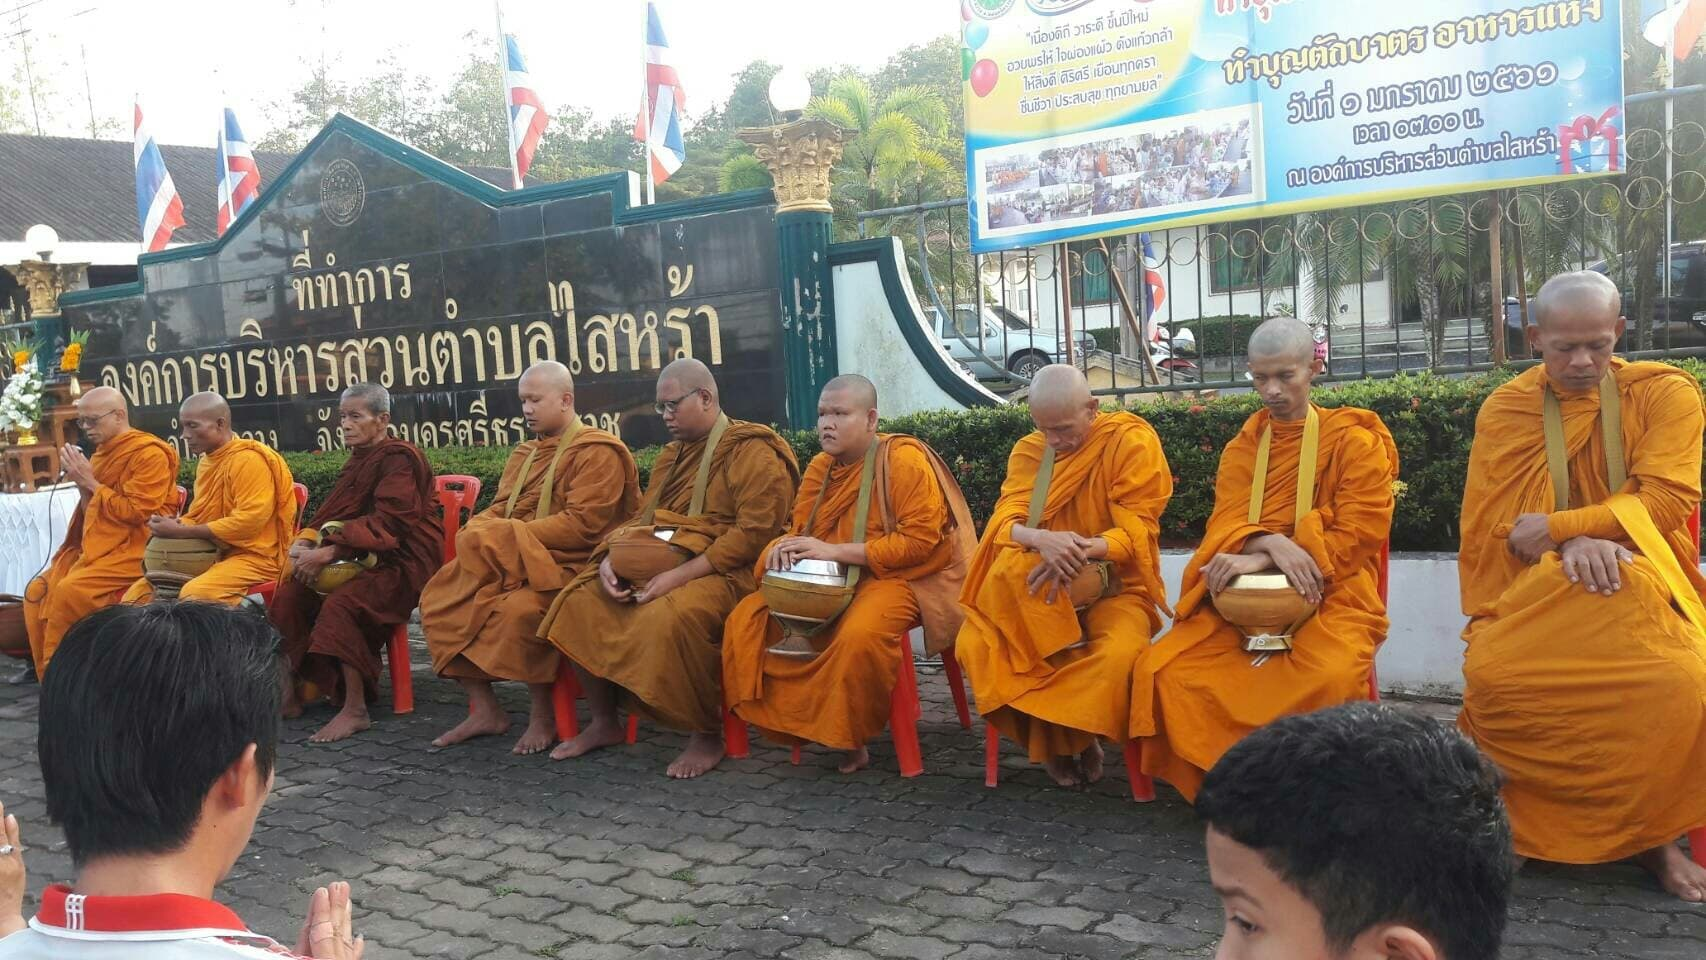 "เนื่องดิถี วาระดี ขึ้นปีใหม่
อวยพรให้ ใจผ่องแผ้ว ดั่งแก้วกล้า
ให้สิ่งดี ศิริศรี เยือนทุกครา
ชื่นชีวา ประสบสุข ทุกยามยล"
ทำบุญตักบาตร อาหารแห้ง
วันที่ ๑ มกราคม ๒๕๖๑
เวลา ๐๗.๐๐ น.
ณ องค์การบริหารส่วนตำบลไสหร้า
ที่ทำการ
องค์การบริหารส่วนตำบลไสหร้า